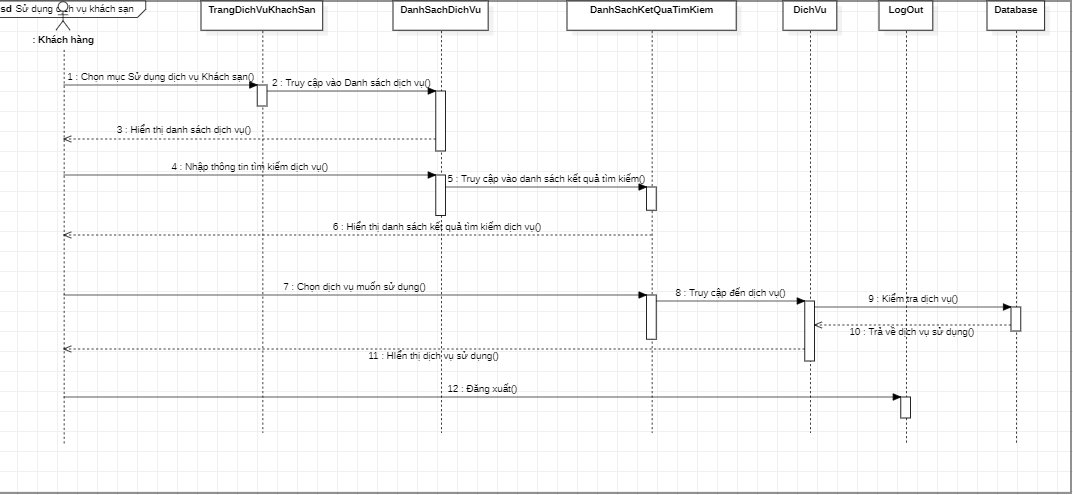 sd Sử dụng dịch vụ khách sạn
TrangDichVuKhachSan
DanhSachDichVu
DanhSachKetQuaTimKiem
DichVu
LogOut
Database
: Khách hàng
1 : Chọn mục Sử dụng dịch vụ Khách sạn()
2 : Truy cập vào Danh sách dịch vụ()
3 : Hiển thị danh sách dịch vụ()
4 : Nhập thông tin tìm kiếm dịch vụ()
5 : Truy cập vào danh sách kết quả tìm kiếm()
6 : Hiển thị danh sách kết quả tìm kiếm dịch vụ()
7 : Chọn dịch vụ muốn sử dụng()
8 : Truy cập đến dịch vụ()
9 : Kiểm tra dịch vụ()
10 : Trả về dịch vụ sử dụng()
11 : HIển thị dịch vụ sử dụng()
12 : Đăng xuất()